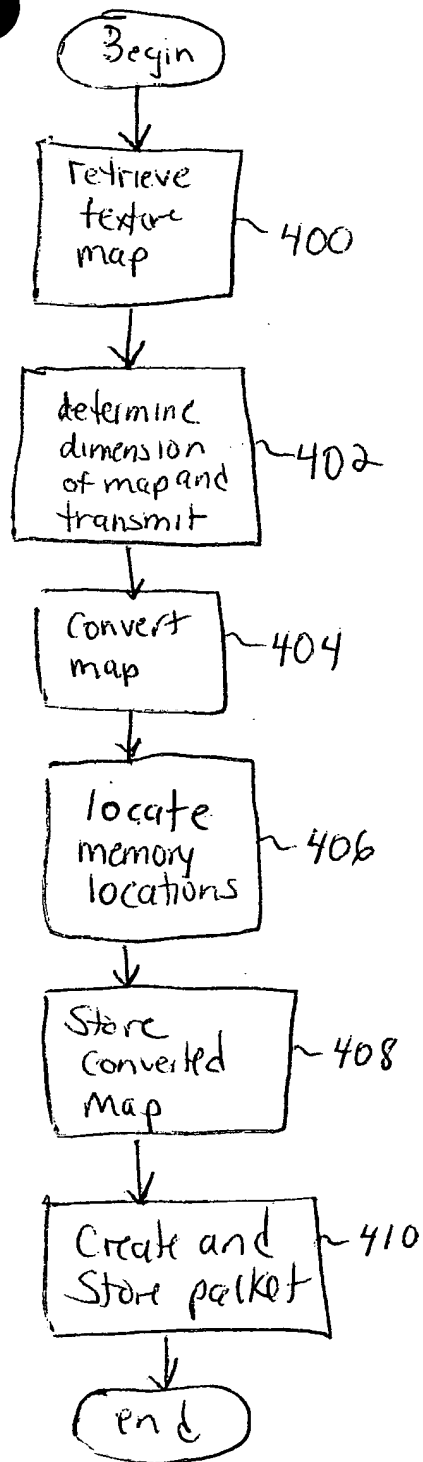 Begin
retrieve
texture
map
400
determine
dimension
of map and
transmit
402
Convert
map
404
locate
memory
locations
406
Store
Converted
Map
408
Create and
Store packet
410
end